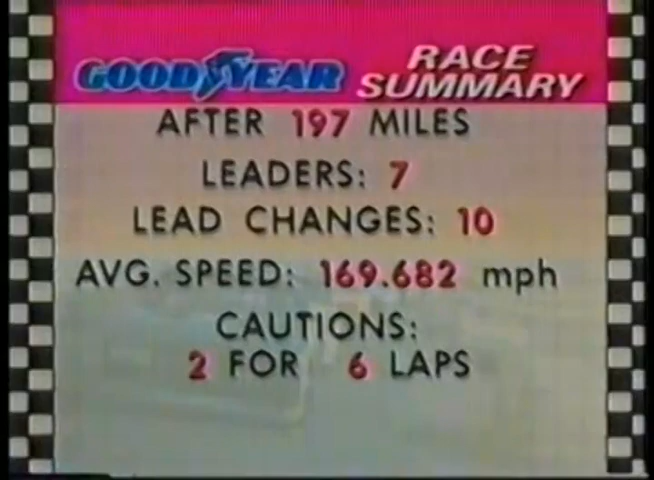 GOODYEAR RACE
SUMMARY
AFTER 197 MILES
LEADERS: 7
LEAD CHANGES: 10
AVG. SPEED: 169.682 mph
CAUTIONS:
2 FOR 6 LAPS